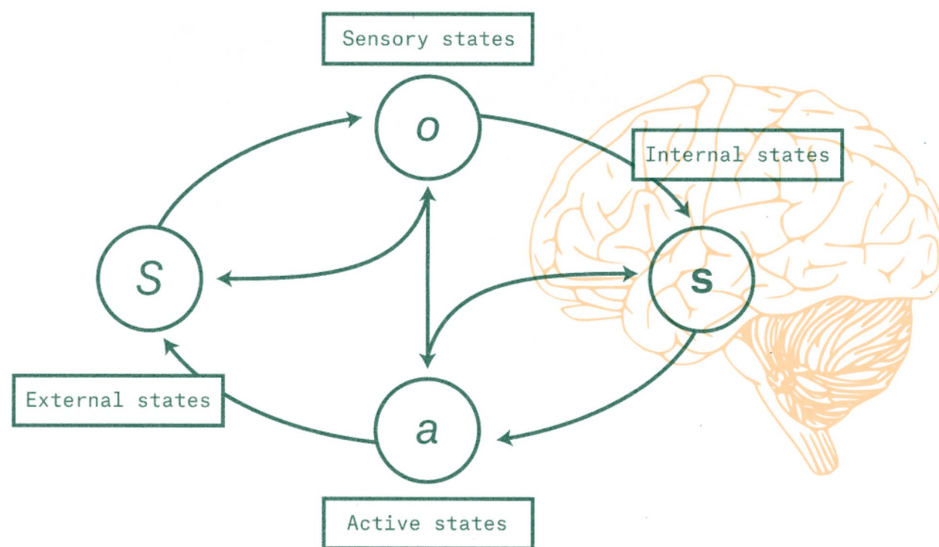 Sensory states
o
Internal states
S
s
External states
a
Active states